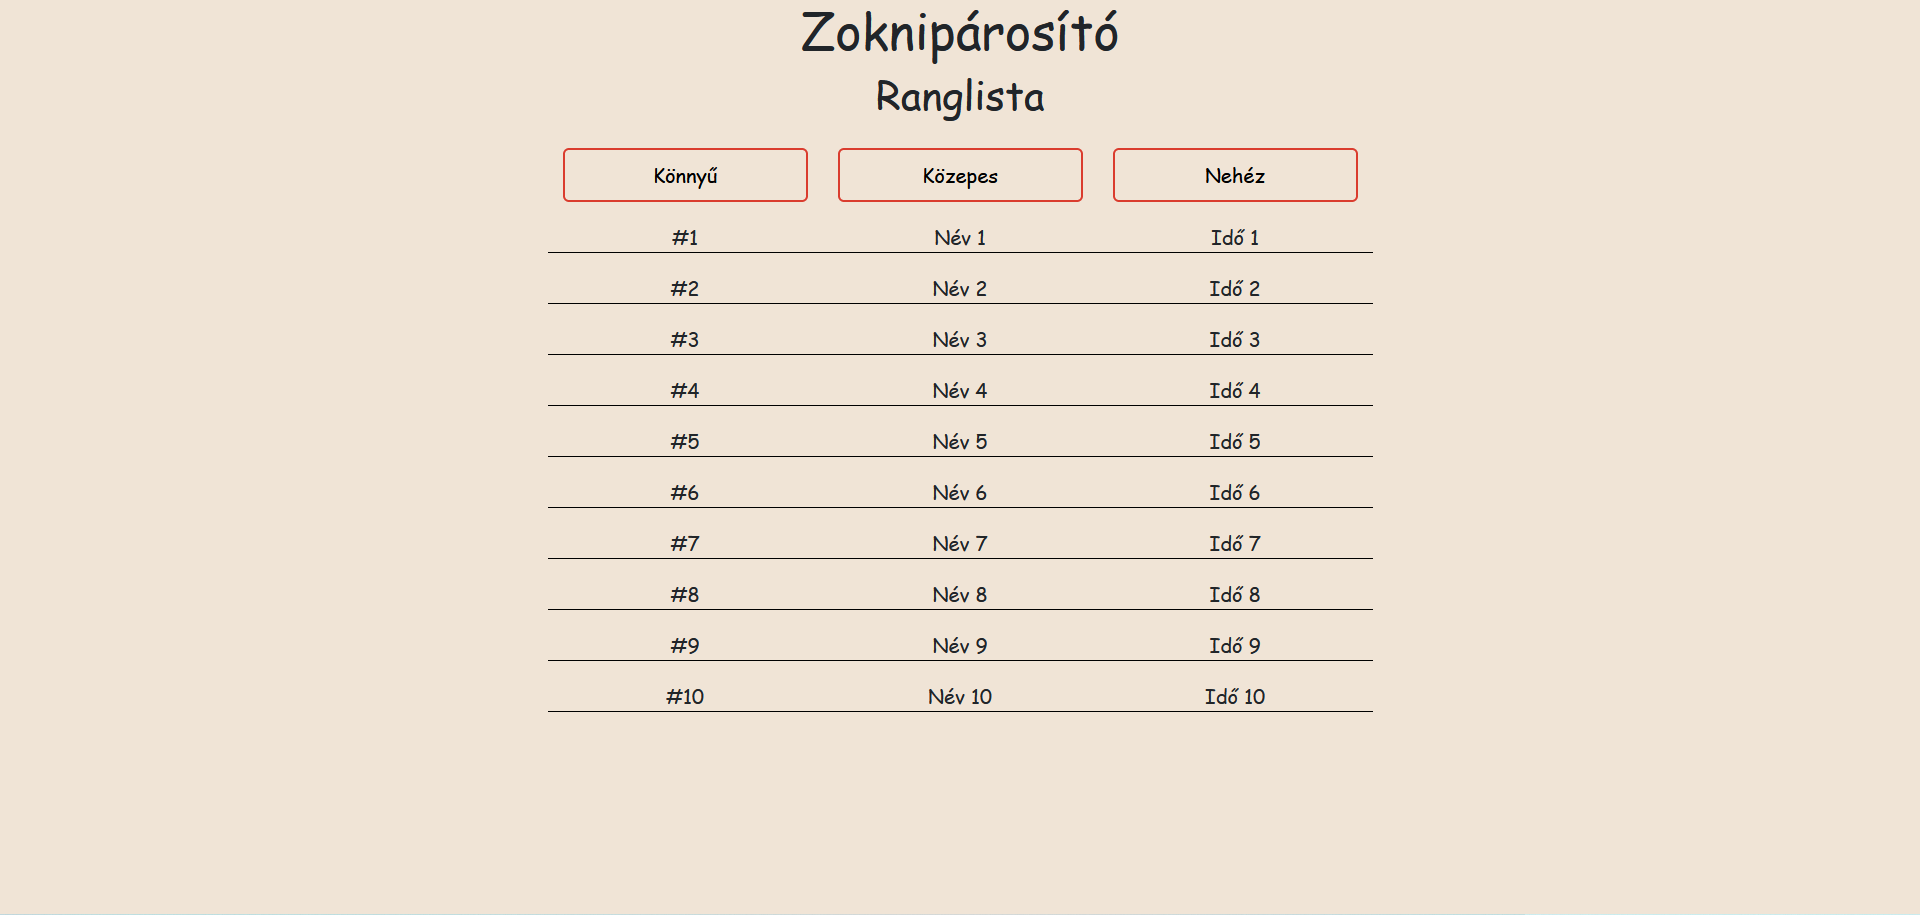 Zoknipárosító
Ranglista
Könnyű Közepes Nehéz
#1 Név 1 Idő 1
#2 Név 2 Idő 2
#3 Név 3 Idő 3
#4 Név 4 Idő 4
#5 Név 5 Idő 5
#6 Név 6 Idő 6
#7 Név 7 Idő 7
#8 Név 8 Idő 8
#9 Név 9 Idő 9
#10 Név 10 Idő 10